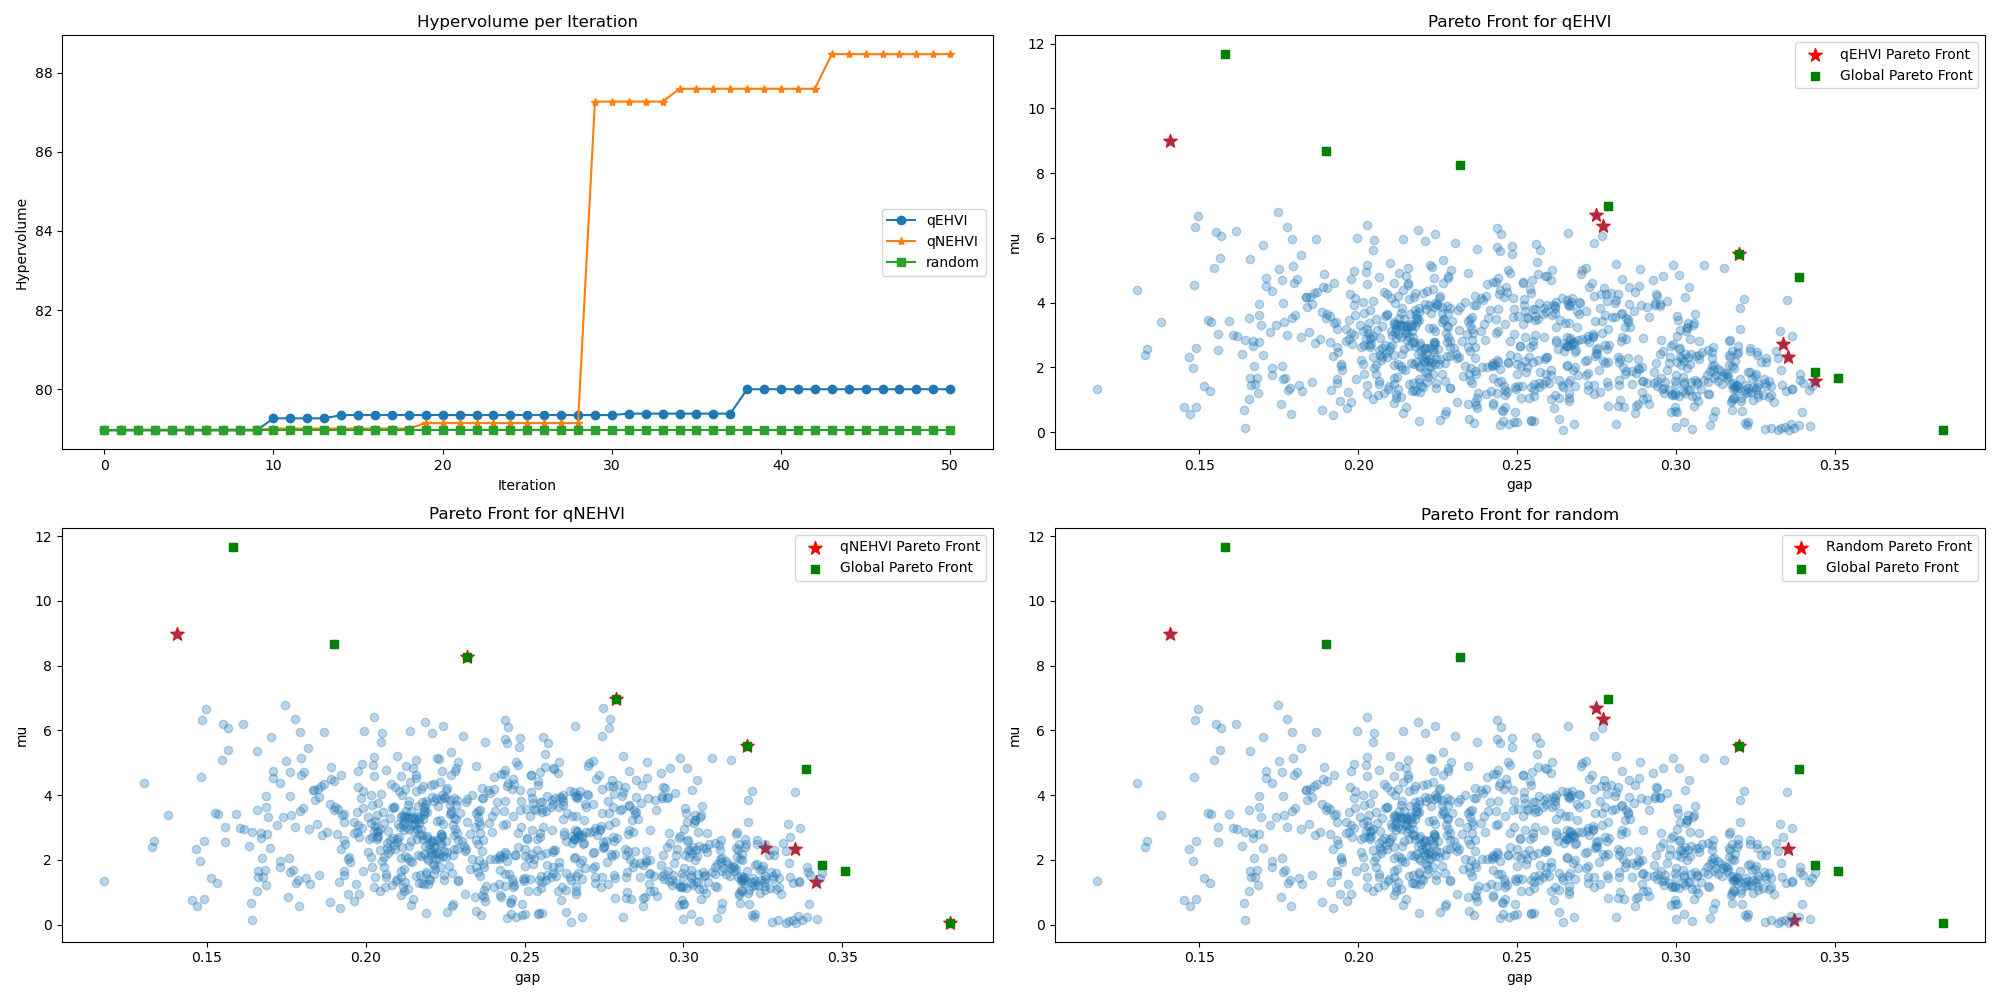 Hypervolume per Iteration
88
86
84
82
80
Hypervolume
0
10
20
30
40
50
Iteration
qEHVI
qNEHVI
random
Pareto Front for qEHVI
12
10
8
6
4
2
0
mu
0.15
0.20
0.25
0.30
0.35
gap
qEHVI Pareto Front
Global Pareto Front
Pareto Front for qNEHVI
12
10
8
6
4
2
0
mu
0.15
0.20
0.25
0.30
0.35
gap
qNEHVI Pareto Front
Global Pareto Front
Pareto Front for random
12
10
8
6
4
2
0
mu
0.15
0.20
0.25
0.30
0.35
gap
Random Pareto Front
Global Pareto Front